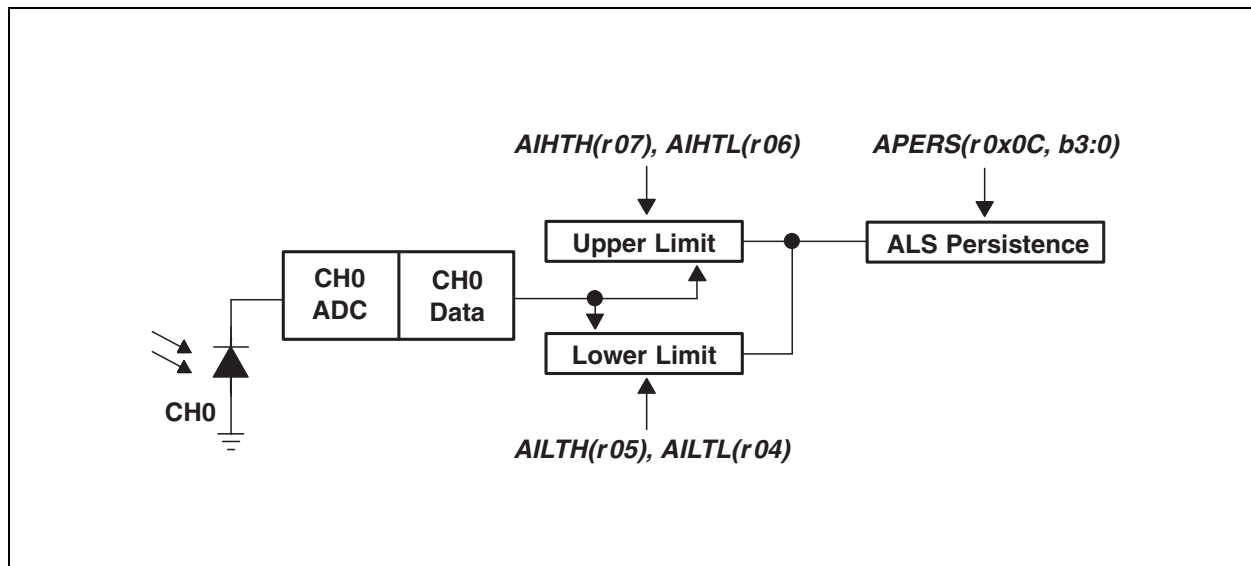 AIHTH(r07), AIHTL(r06)
APERS(r0x0C, b3:0)
Upper Limit
ALS Persistence
CH0
ADC
CH0
Data
Lower Limit
CH0
AILTH(r05), AILTL(r04)